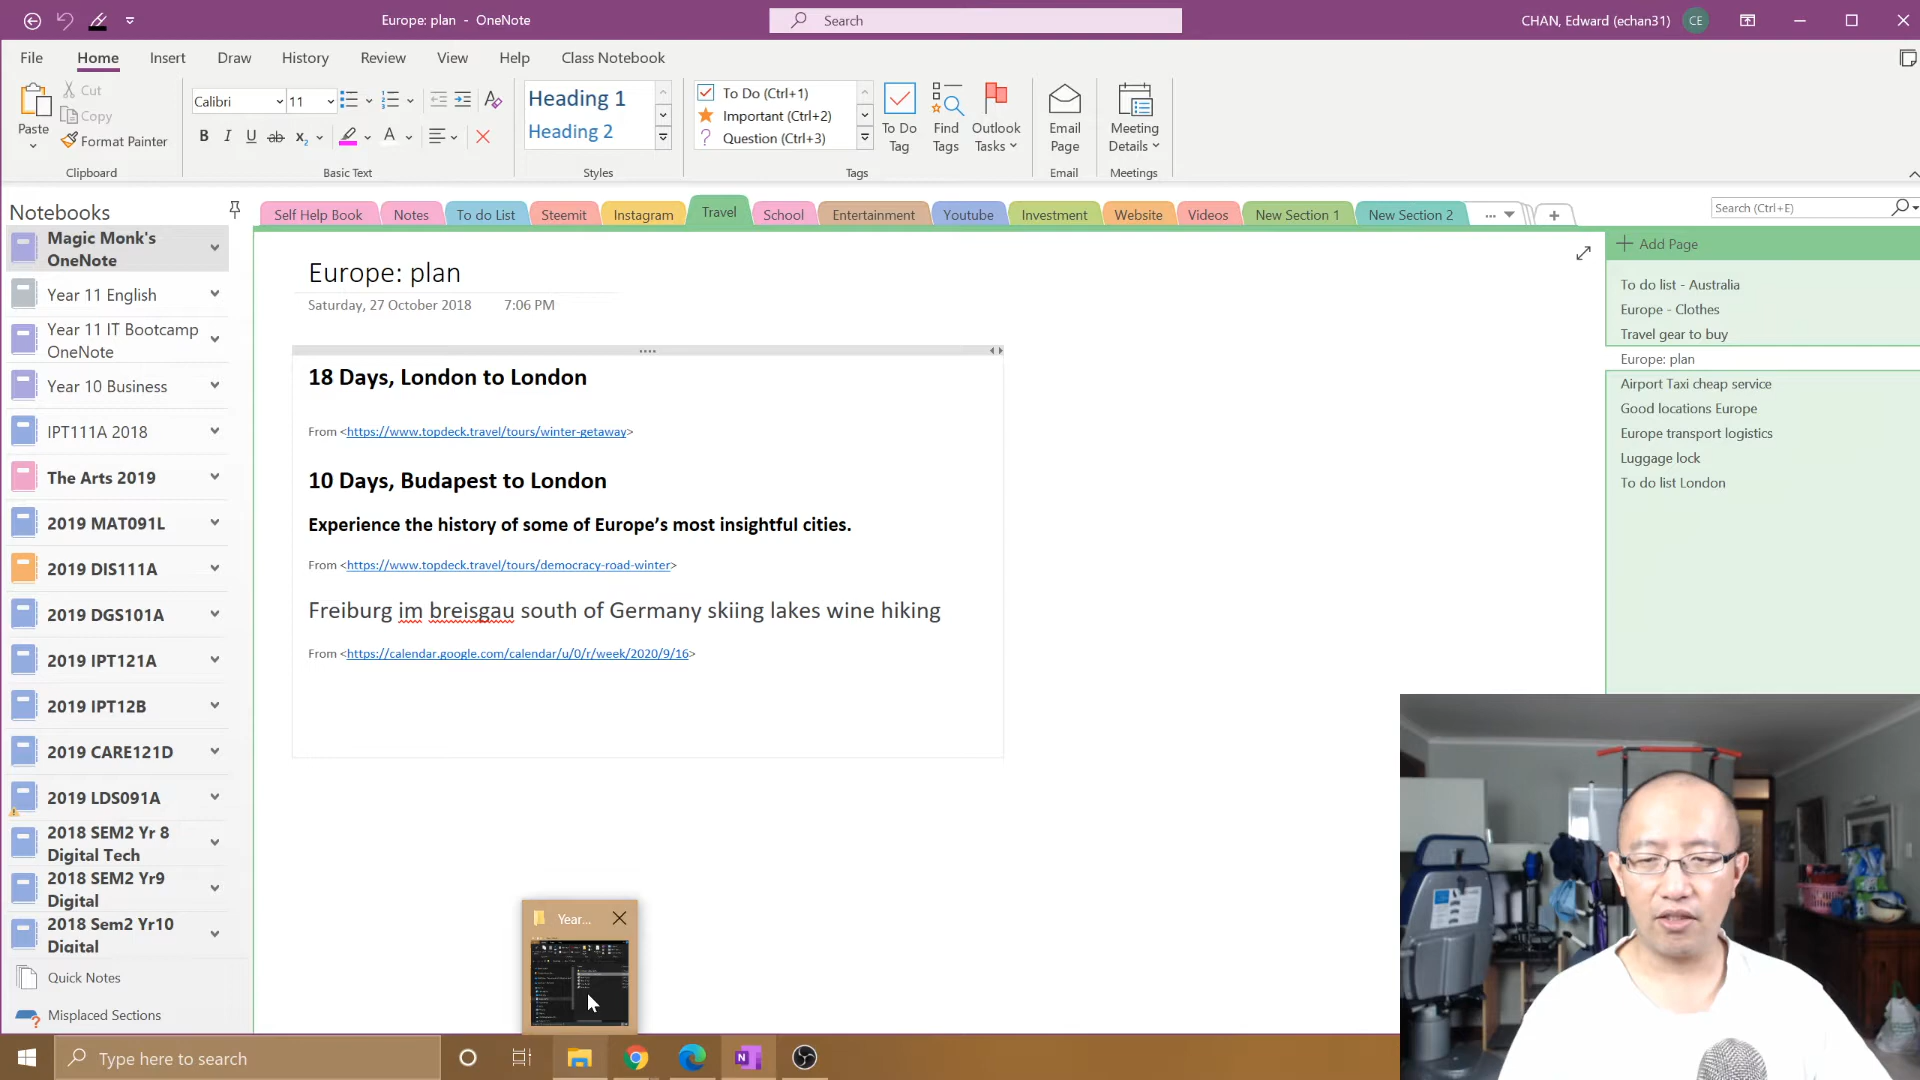 Europe: plan - OneNote
Search
CHAN, Edward (echan31)
CE
File Home Insert Draw History Review View Help Class Notebook
Paste
Cut
Copy
Format Painter
Clipboard
Calibri 11
Basic Text
Heading 1
Heading 2
Styles
To Do (Ctrl+1)
Important (Ctrl+2)
Question (Ctrl+3)
To Do Tag
Find Tags
Outlook Tasks
Tags
Email Page
Email
Meeting Details
Meetings
Notebooks
Self Help Book Notes To do List Steemit Instagram Travel School Entertainment Youtube Investment Website Videos New Section 1 New Section 2 ...
Search (Ctrl+E)
Magic Monk's OneNote
Year 11 English
Year 11 IT Bootcamp OneNote
Year 10 Business
IPT111A 2018
The Arts 2019
2019 MAT091L
2019 DIS111A
2019 DGS101A
2019 IPT121A
2019 IPT12B
2019 CARE121D
2019 LDS091A
2018 SEM2 Yr 8 Digital Tech
2018 SEM2 Yr9 Digital
2018 Sem2 Yr10 Digital
Quick Notes
Misplaced Sections
Europe: plan
Saturday, 27 October 2018 7:06 PM
18 Days, London to London
From <https://www.topdeck.travel/tours/winter-getaway>
10 Days, Budapest to London
Experience the history of some of Europe's most insightful cities.
From <https://www.topdeck.travel/tours/democracy-road-winter>
Freiburg im breisgau south of Germany skiing lakes wine hiking
From <https://calendar.google.com/calendar/u/0/r/week/2020/9/16>
Add Page
To do list - Australia
Europe - Clothes
Travel gear to buy
Europe: plan
Airport Taxi cheap service
Good locations Europe
Europe transport logistics
Luggage lock
To do list London
Year...
Type here to search